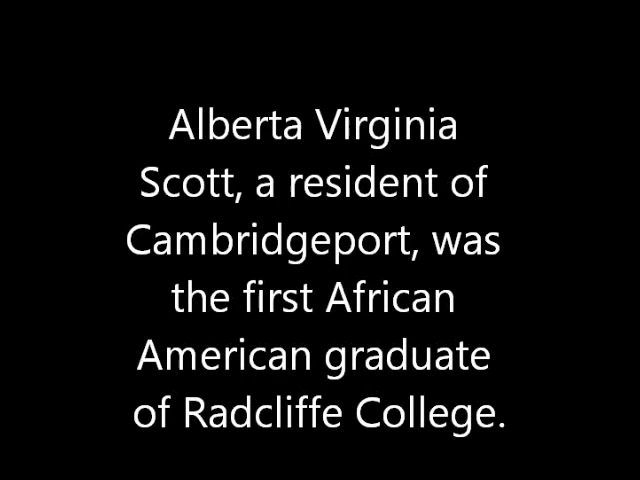 Alberta Virginia
Scott, a resident of
Cambridgeport, was
the first African
American graduate
of Radcliffe College.